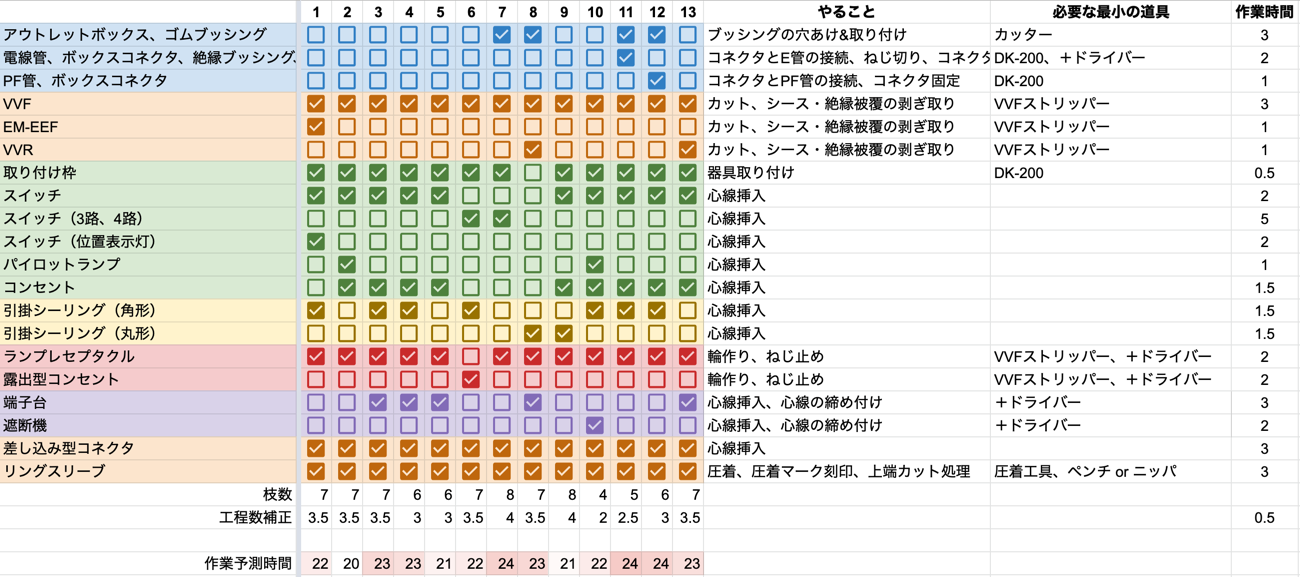 1 2 3 4 5 6 7 8 9 10 11 12 13 やること 必要な最小の道具 作業時間
アウトレットボックス、ゴムブッシング ブッシングの穴あけ&取り付け カッター 3
電線管、ボックスコネクタ、絶縁ブッシング、 コネクタとE管の接続、ねじ切り、コネクタ DK-200、＋ドライバー 2
PF管、ボックスコネクタ コネクタとPF管の接続、コネクタ固定 DK-200 1
VVF カット、シース・絶縁被覆の剥ぎ取り VVFストリッパー 3
EM-EEF カット、シース・絶縁被覆の剥ぎ取り VVFストリッパー 1
VVR カット、シース・絶縁被覆の剥ぎ取り VVFストリッパー 1
取り付け枠 器具取り付け DK-200 0.5
スイッチ 心線挿入 2
スイッチ（3路、4路） 心線挿入 5
スイッチ（位置表示灯） 心線挿入 2
パイロットランプ 心線挿入 1
コンセント 心線挿入 1.5
引掛シーリング（角形） 心線挿入 1.5
引掛シーリング（丸形） 心線挿入 1.5
ランプレセプタクル 輪作り、ねじ止め VVFストリッパー、＋ドライバー 2
露出型コンセント 輪作り、ねじ止め VVFストリッパー、＋ドライバー 2
端子台 心線挿入、心線の締め付け ＋ドライバー 3
遮断機 心線挿入、心線の締め付け ＋ドライバー 2
差し込み型コネクタ 心線挿入 3
リングスリーブ 圧着、圧着マーク刻印、上端カット処理 圧着工具、ペンチ or ニッパ 3
枝数 7 7 7 6 6 7 8 7 8 4 5 6 7
工程数補正 3.5 3.5 3.5 3 3 3.5 4 3.5 4 2 2.5 3 3.5 0.5
作業予測時間 22 20 23 23 21 22 24 23 21 22 24 24 23